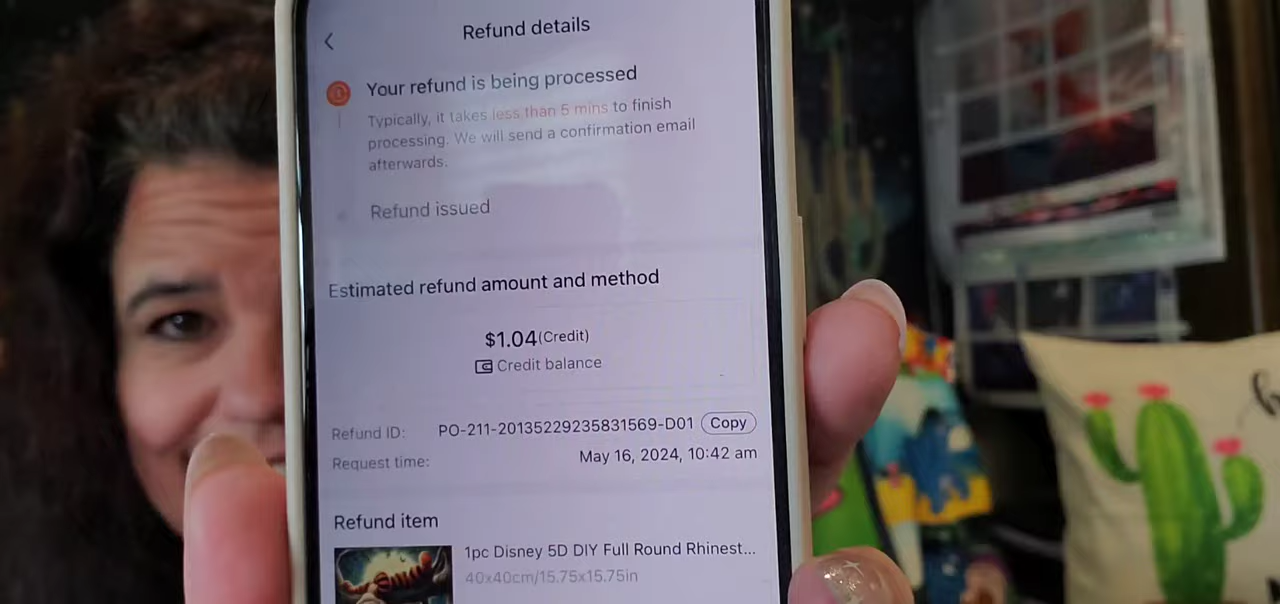 Refund details
Your refund is being processed
Typically, it takes less than 5 mins to finish
processing. We will send a confirmation email
afterwards.
Refund issued
Estimated refund amount and method
$1.04(Credit)
Credit balance
Refund ID: PO-211-20135229235831569-D01 Copy
Request time: May 16, 2024, 10:42 am
Refund item
1pc Disney 5D DIY Full Round Rhinest...
40x40cm/15.75x15.75in